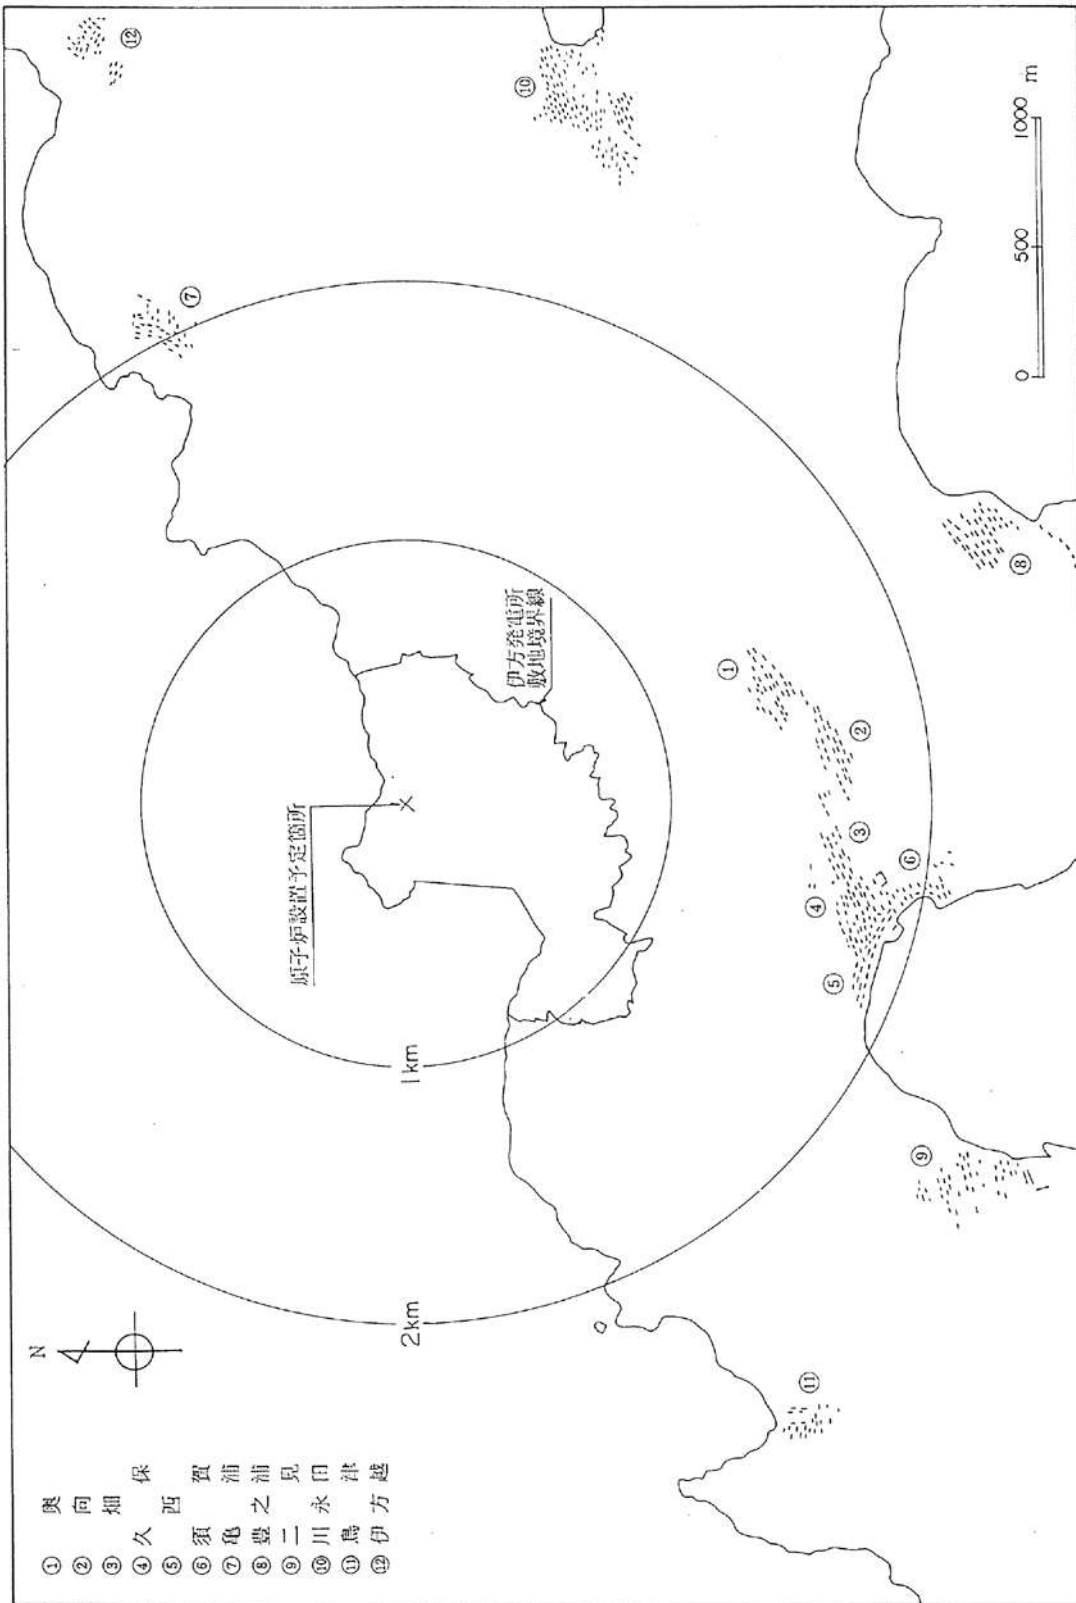 N
① 奥
② 向
③ 畑
④ 久保
⑤ 西
⑥ 須賀
⑦ 亀浦
⑧ 豊之浦
⑨ 二見
⑩ 川永田
⑪ 鳥津
⑫ 伊方越
2km
1km
原子炉設置予定箇所
伊方発電所
敷地境界線
⑫
⑩
⑦
①
②
③
④
⑤
⑥
⑧
⑨
⑪
0 500 1000 m